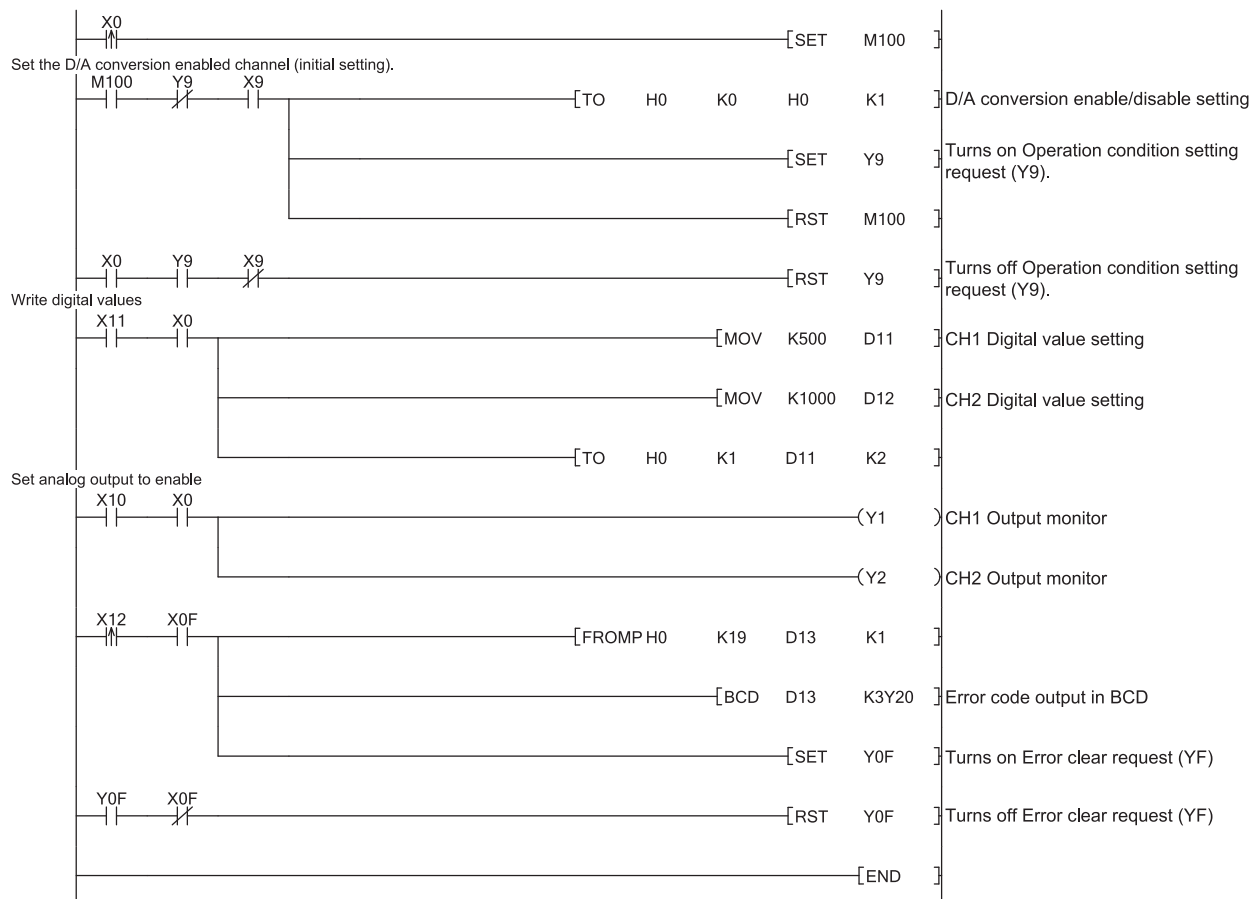 X0
[SET M100 ]
Set the D/A conversion enabled channel (initial setting).
M100 Y9 X9
[TO H0 K0 H0 K1 ] D/A conversion enable/disable setting
[SET Y9 ] Turns on Operation condition setting
request (Y9).
[RST M100 ]
X0 Y9 X9
[RST Y9 ] Turns off Operation condition setting
request (Y9).
Write digital values
X11 X0
[MOV K500 D11 ] CH1 Digital value setting
[MOV K1000 D12 ] CH2 Digital value setting
[TO H0 K1 D11 K2 ]
Set analog output to enable
X10 X0
(Y1 ) CH1 Output monitor
(Y2 ) CH2 Output monitor
X12 X0F
[FROMP H0 K19 D13 K1 ]
[BCD D13 K3Y20 ] Error code output in BCD
[SET Y0F ] Turns on Error clear request (YF)
Y0F X0F
[RST Y0F ] Turns off Error clear request (YF)
[END ]